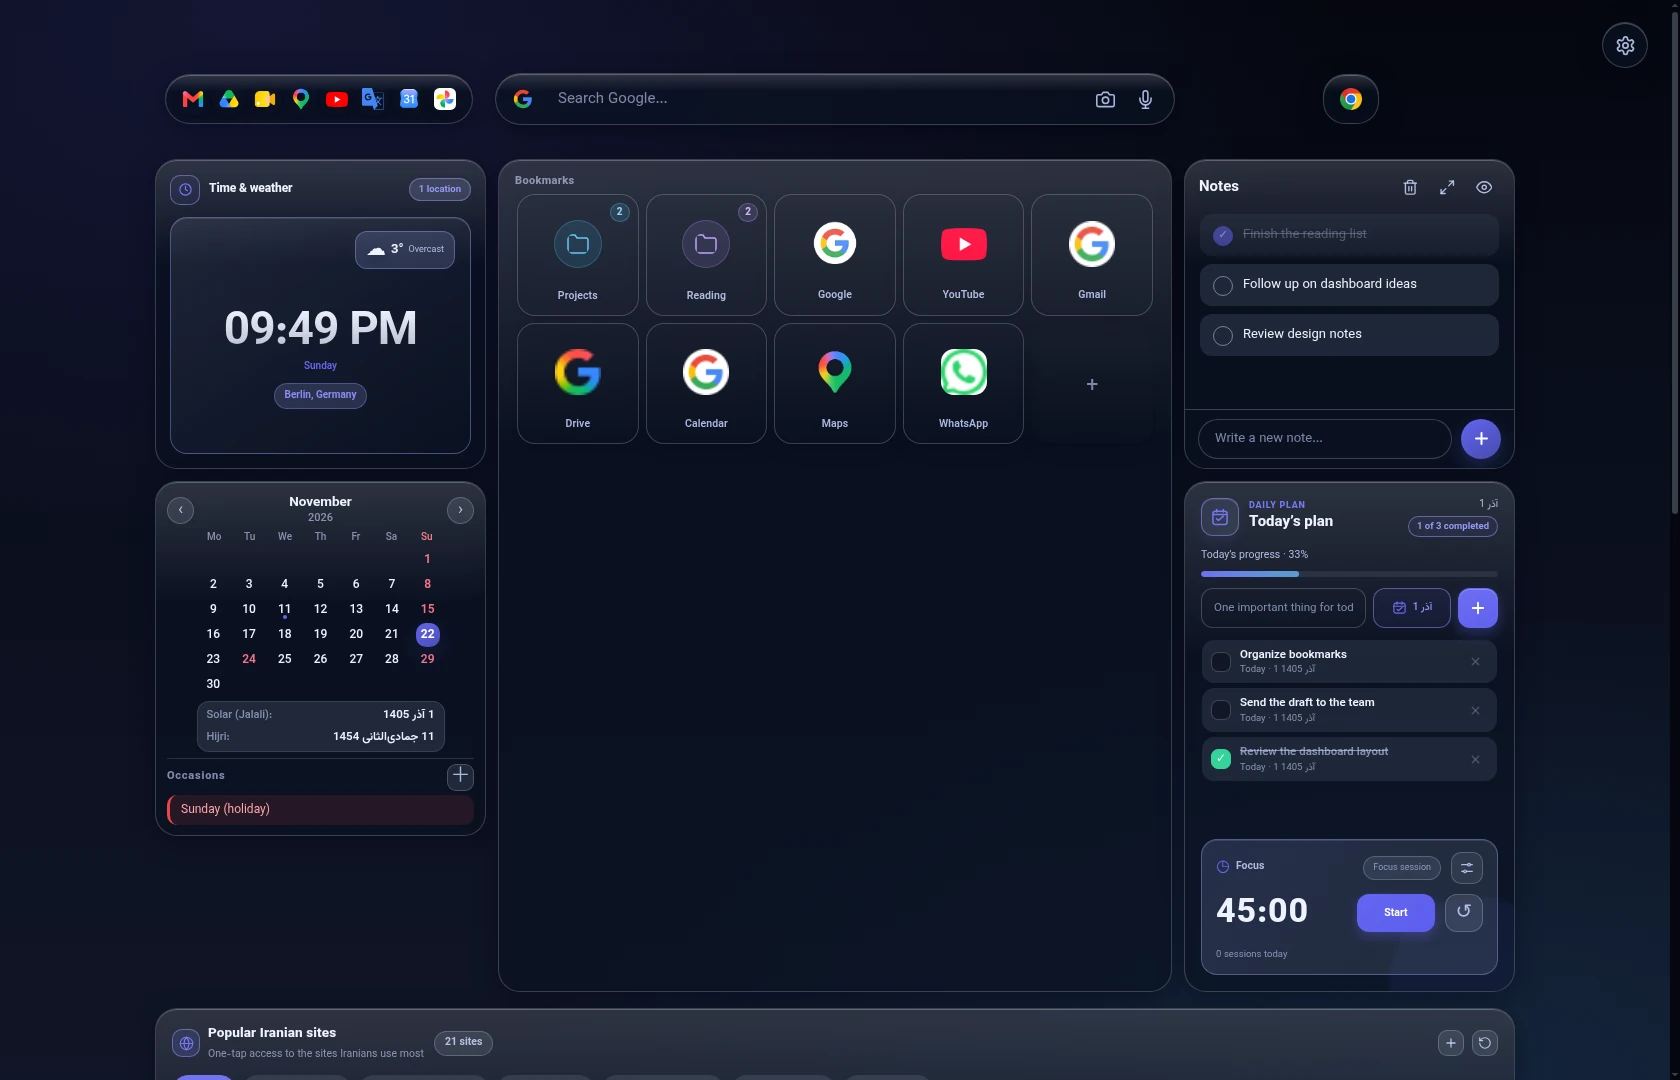 Search Google...
31
Time & weather
1 location
3° Overcast
09:49 PM
Sunday
Berlin, Germany
November
2026
Mo Tu We Th Fr Sa Su
1
2 3 4 5 6 7 8
9 10 11 12 13 14 15
16 17 18 19 20 21 22
23 24 25 26 27 28 29
30
Solar (Jalali): 1 آذر 1405
Hijri: 11 جمادی‌الثانی 1454
Occasions
Sunday (holiday)
Bookmarks
2
Projects
2
Reading
Google
YouTube
Gmail
Drive
Calendar
Maps
WhatsApp
Notes
Finish the reading list
Follow up on dashboard ideas
Review design notes
Write a new note...
DAILY PLAN
Today's plan
1 آذر
1 of 3 completed
Today's progress · 33%
One important thing for tod
1 آذر
Organize bookmarks
Today · 1 آذر 1405
Send the draft to the team
Today · 1 آذر 1405
Review the dashboard layout
Today · 1 آذر 1405
Focus
Focus session
45:00
Start
0 sessions today
Popular Iranian sites
One-tap access to the sites Iranians use most
21 sites